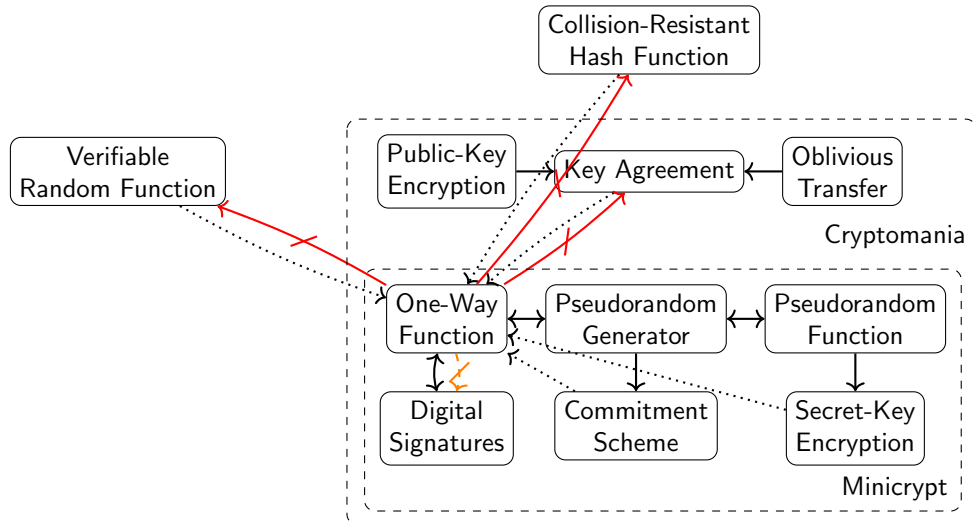 Collision-Resistant
Hash Function
Verifiable
Random Function
Public-Key
Encryption
Key Agreement
Oblivious
Transfer
Cryptomania
One-Way
Function
Pseudorandom
Generator
Pseudorandom
Function
Digital
Signatures
Commitment
Scheme
Secret-Key
Encryption
Minicrypt